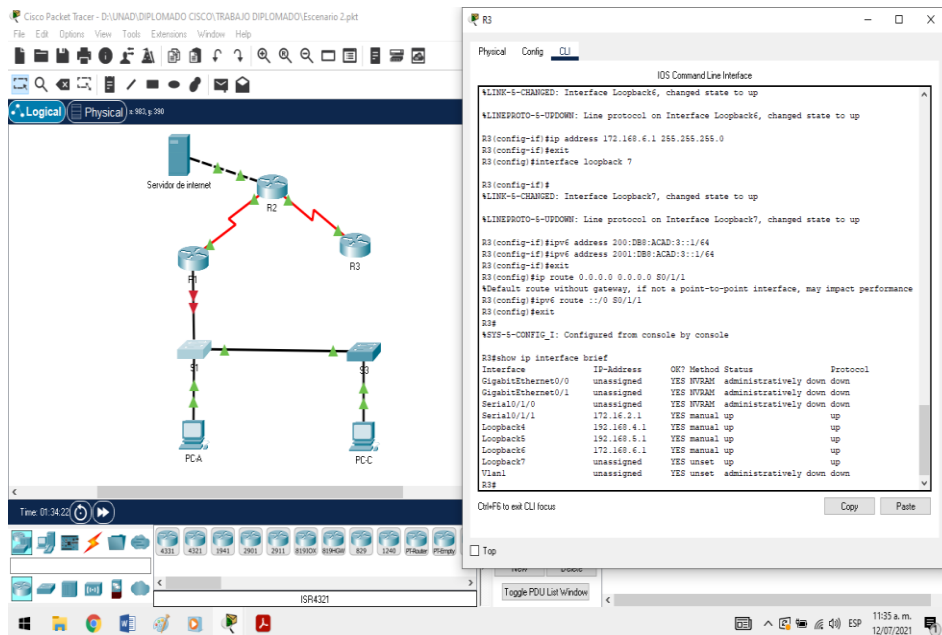 Cisco Packet Tracer - D:\UNAD\DIPLOMADO CISCO\TRABAJO DIPLOMADO\Escenario 2.pkt
File Edit Options View Tools Extensions Window Help
Logical
Physical
x: 983, y: 390
Servidor de internet
R2
R3
R1
S1
S3
PC-A
PC-C
Time: 01:34:22
4331 4321 1941 2901 2911 819IOX 819HGW 829 1240 PT-Router PT-Empty
ISR4321
R3
Physical Config CLI
IOS Command Line Interface
%LINK-5-CHANGED: Interface Loopback6, changed state to up
%LINEPROTO-5-UPDOWN: Line protocol on Interface Loopback6, changed state to up
R3(config-if)#ip address 172.168.6.1 255.255.255.0
R3(config-if)#exit
R3(config)#interface loopback 7
R3(config-if)#
%LINK-5-CHANGED: Interface Loopback7, changed state to up
%LINEPROTO-5-UPDOWN: Line protocol on Interface Loopback7, changed state to up
R3(config-if)#ipv6 address 200:DB8:ACAD:3::1/64
R3(config-if)#ipv6 address 2001:DB8:ACAD:3::1/64
R3(config-if)#exit
R3(config)#ip route 0.0.0.0 0.0.0.0 S0/1/1
%Default route without gateway, if not a point-to-point interface, may impact performance
R3(config)#ipv6 route ::/0 S0/1/1
R3(config)#exit
R3#
%SYS-5-CONFIG_I: Configured from console by console
R3#show ip interface brief
Interface IP-Address OK? Method Status Protocol
GigabitEthernet0/0 unassigned YES NVRAM administratively down down
GigabitEthernet0/1 unassigned YES NVRAM administratively down down
Serial0/1/0 unassigned YES NVRAM administratively down down
Serial0/1/1 172.16.2.1 YES manual up up
Loopback4 192.168.4.1 YES manual up up
Loopback5 192.168.5.1 YES manual up up
Loopback6 172.168.6.1 YES manual up up
Loopback7 unassigned YES unset up up
Vlan1 unassigned YES unset administratively down down
R3#
Ctrl+F6 to exit CLI focus
Copy
Paste
Top
Toggle PDU List Window
ESP
11:35 a. m.
12/07/2021